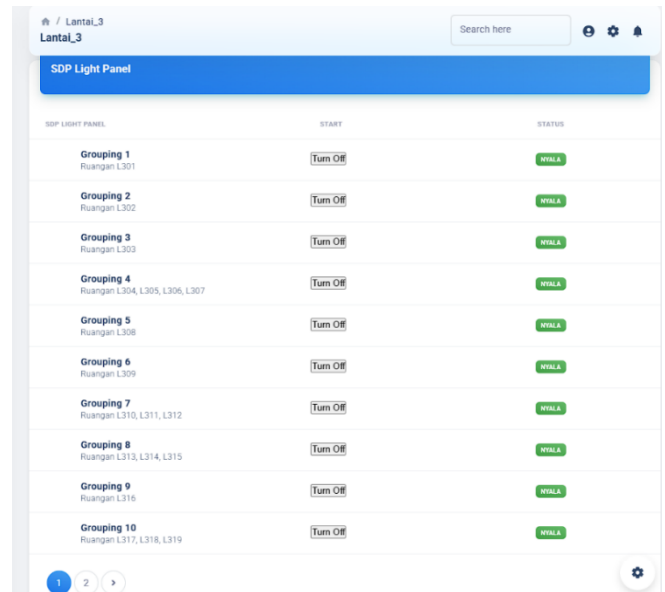 / Lantai_3
Lantai_3
Search here
SDP Light Panel
SDP LIGHT PANEL START STATUS
Grouping 1
Ruangan L301
Turn Off
NYALA
Grouping 2
Ruangan L302
Turn Off
NYALA
Grouping 3
Ruangan L303
Turn Off
NYALA
Grouping 4
Ruangan L304, L305, L306, L307
Turn Off
NYALA
Grouping 5
Ruangan L308
Turn Off
NYALA
Grouping 6
Ruangan L309
Turn Off
NYALA
Grouping 7
Ruangan L310, L311, L312
Turn Off
NYALA
Grouping 8
Ruangan L313, L314, L315
Turn Off
NYALA
Grouping 9
Ruangan L316
Turn Off
NYALA
Grouping 10
Ruangan L317, L318, L319
Turn Off
NYALA
1 2 >